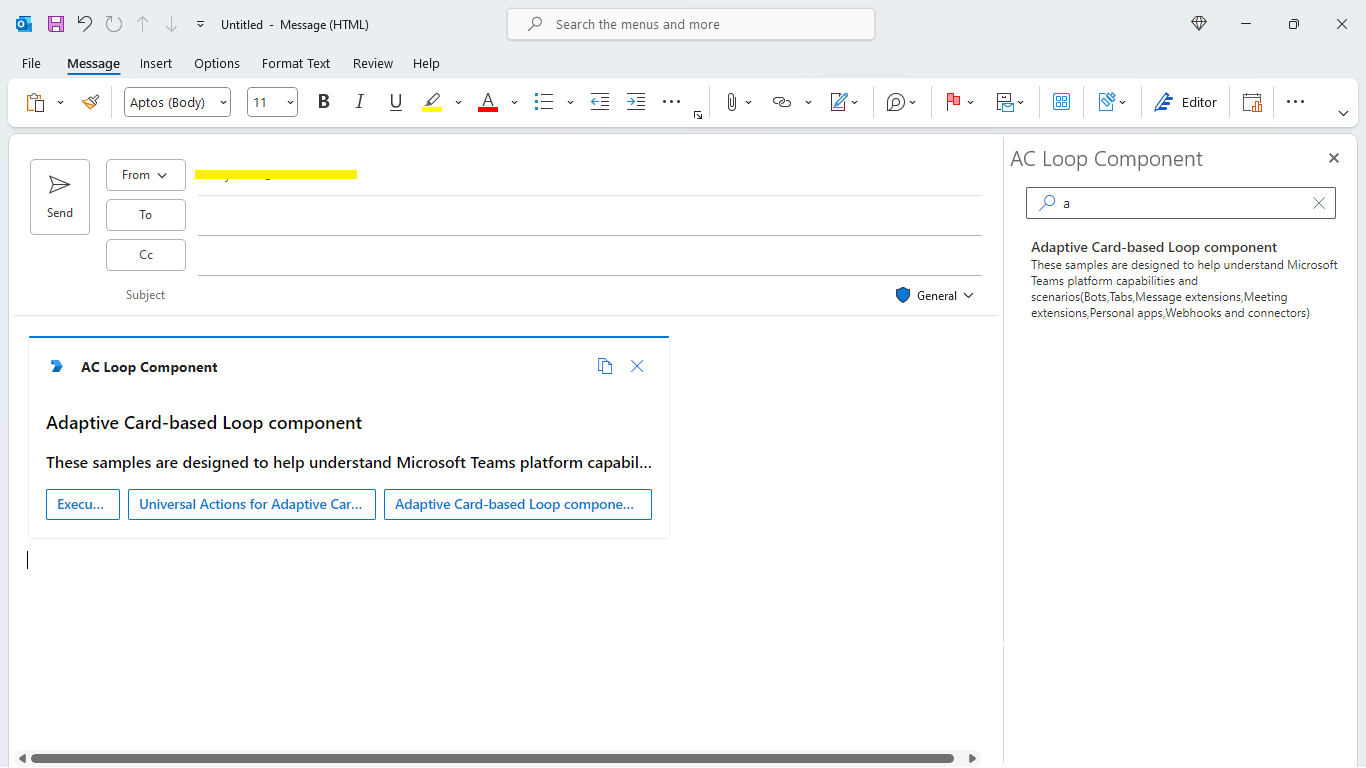 Untitled - Message (HTML)
Search the menus and more
File Message Insert Options Format Text Review Help
Aptos (Body) 11 B I U A Editor
AC Loop Component
Send
From
To
Cc
Subject
General
a
Adaptive Card-based Loop component
These samples are designed to help understand Microsoft
Teams platform capabilities and
scenarios(Bots,Tabs,Message extensions,Meeting
extensions,Personal apps,Webhooks and connectors)
AC Loop Component
Adaptive Card-based Loop component
These samples are designed to help understand Microsoft Teams platform capabil...
Execu... Universal Actions for Adaptive Car... Adaptive Card-based Loop compone...